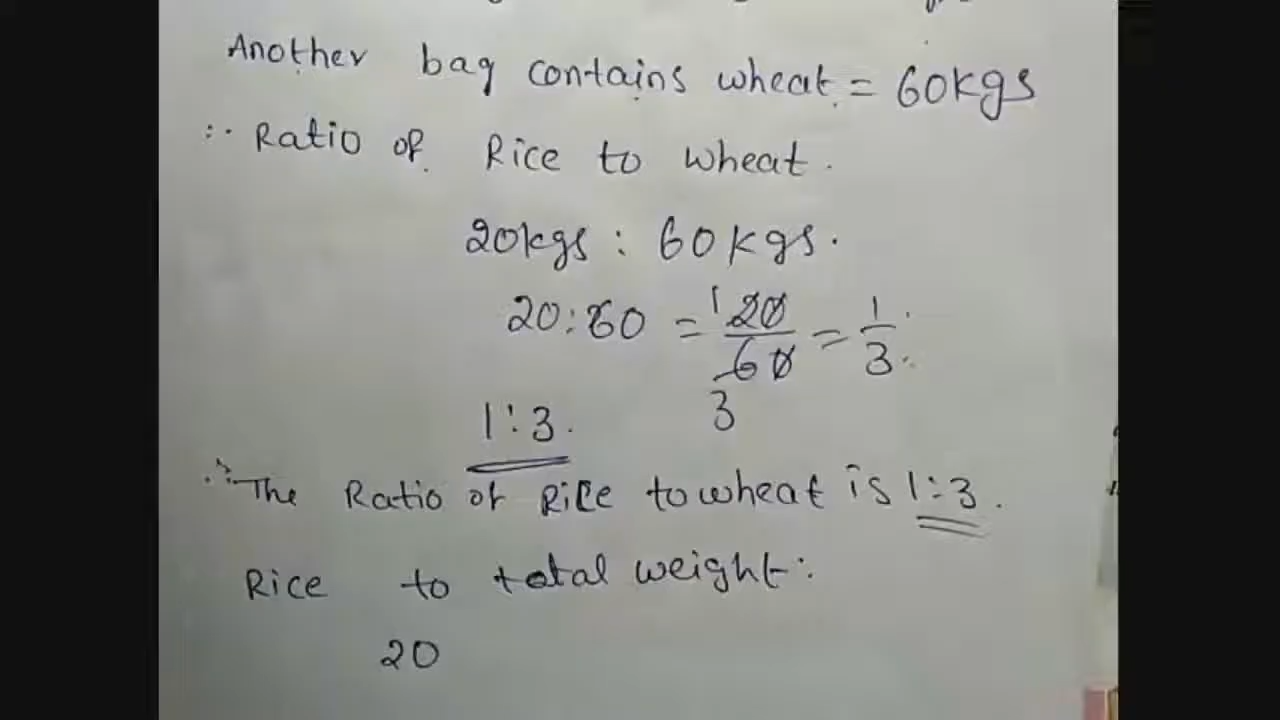 Another bag contains wheat = 60kgs
∴ Ratio of Rice to wheat.
20kgs : 60kgs.
20:60 = 1 20/60 3 = 1/3
1:3.
∴ The Ratio of Rice to wheat is 1:3.
Rice to total weight:
20